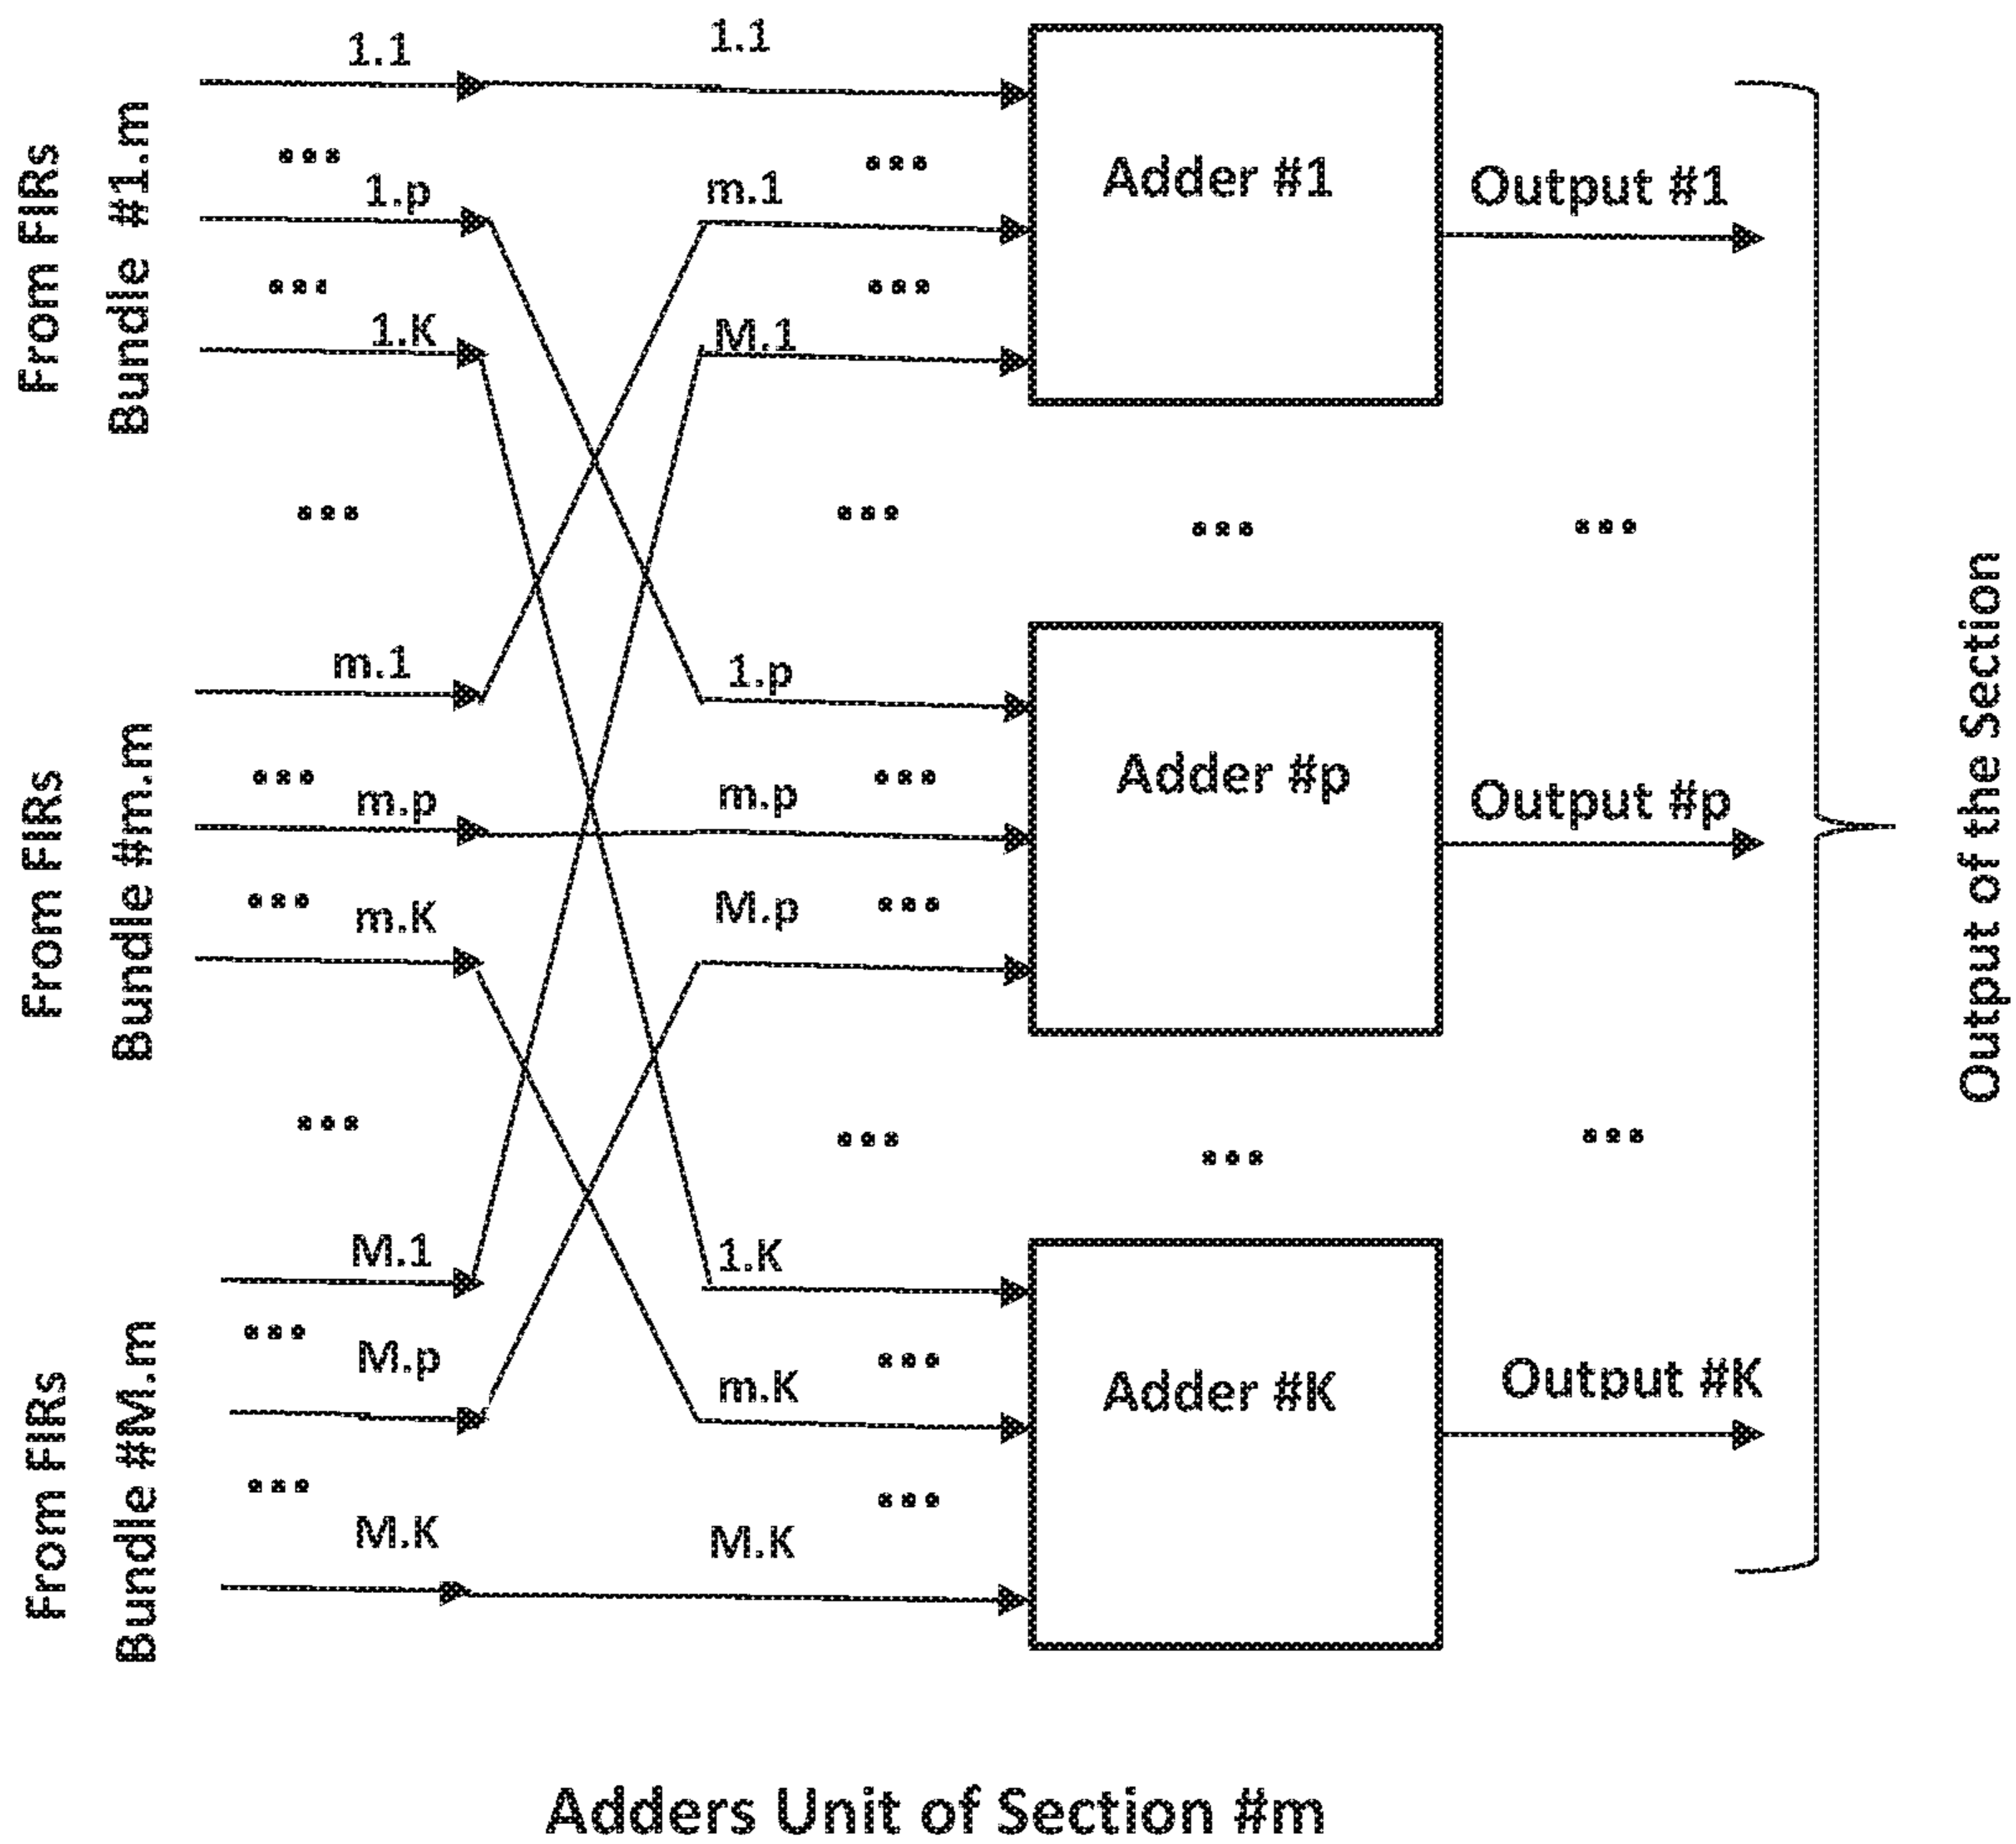 From FIRs
Bundle #1.m
1.1
1.1
...
1.p
...
1.K
m.1
...
M.1
...
Adder #1
Output #1
...
...
...
...
From FIRs
Bundle #m.m
m.1
...
m.p
...
m.K
1.p
...
m.p
M.p
...
Adder #p
Output #p
...
...
...
...
From FIRs
Bundle #M.m
M.1
...
M.p
...
M.K
1.K
...
m.K
...
M.K
Adder #K
Output #K
Output of the Section
Adders Unit of Section #m